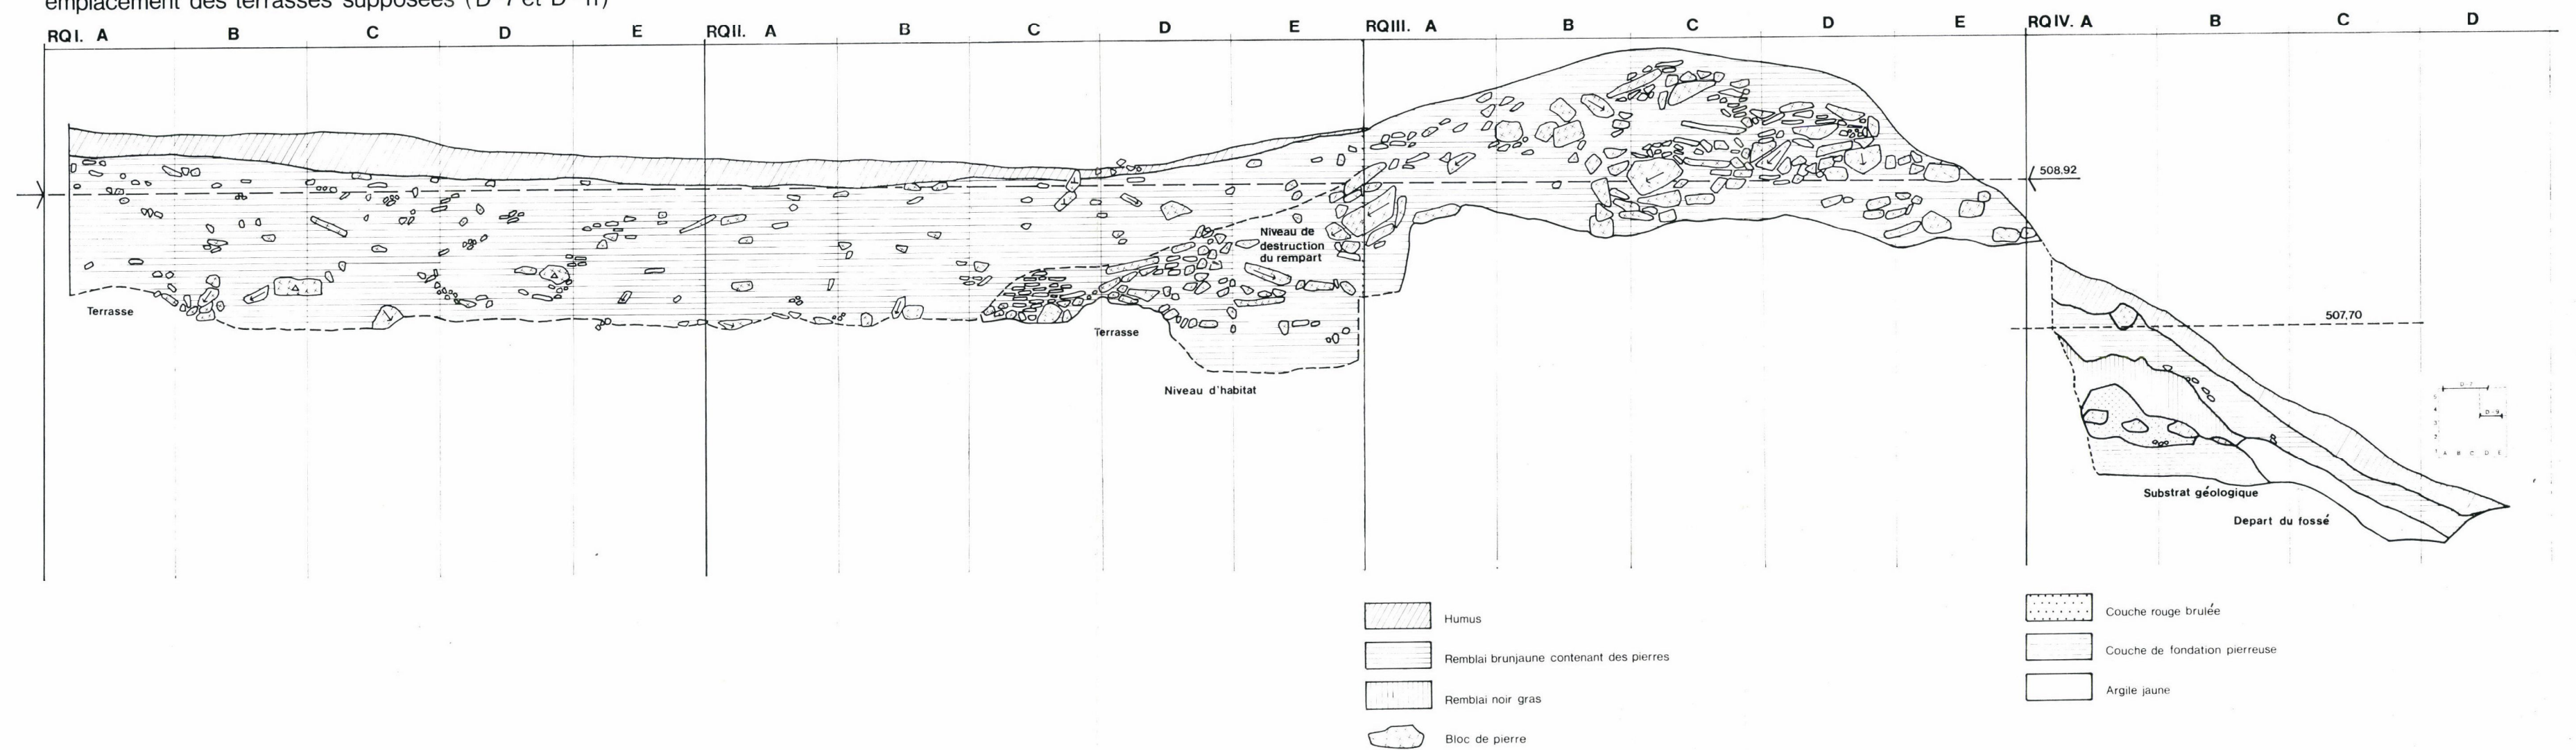 emplacement des terrasses supposées (D-7 et D-11)
RQI. A B C D E RQII. A B C D E RQIII. A B C D E RQIV. A B C D
508.92
Niveau de
destruction
du rempart
Terrasse
Terrasse
507,70
Niveau d'habitat
D-7
D-9
A B C D E
Substrat géologique
Depart du fossé
Humus
Remblai brunjaune contenant des pierres
Remblai noir gras
Bloc de pierre
Couche rouge brulée
Couche de fondation pierreuse
Argile jaune